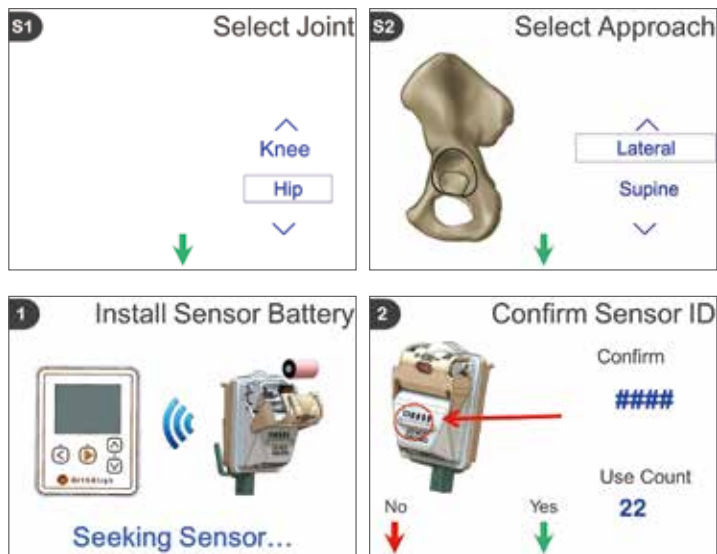 S1 Select Joint
Knee
Hip
S2 Select Approach
Lateral
Supine
1 Install Sensor Battery
OrthAlign
Seeking Sensor...
2 Confirm Sensor ID
Confirm
####
Use Count
22
No
Yes